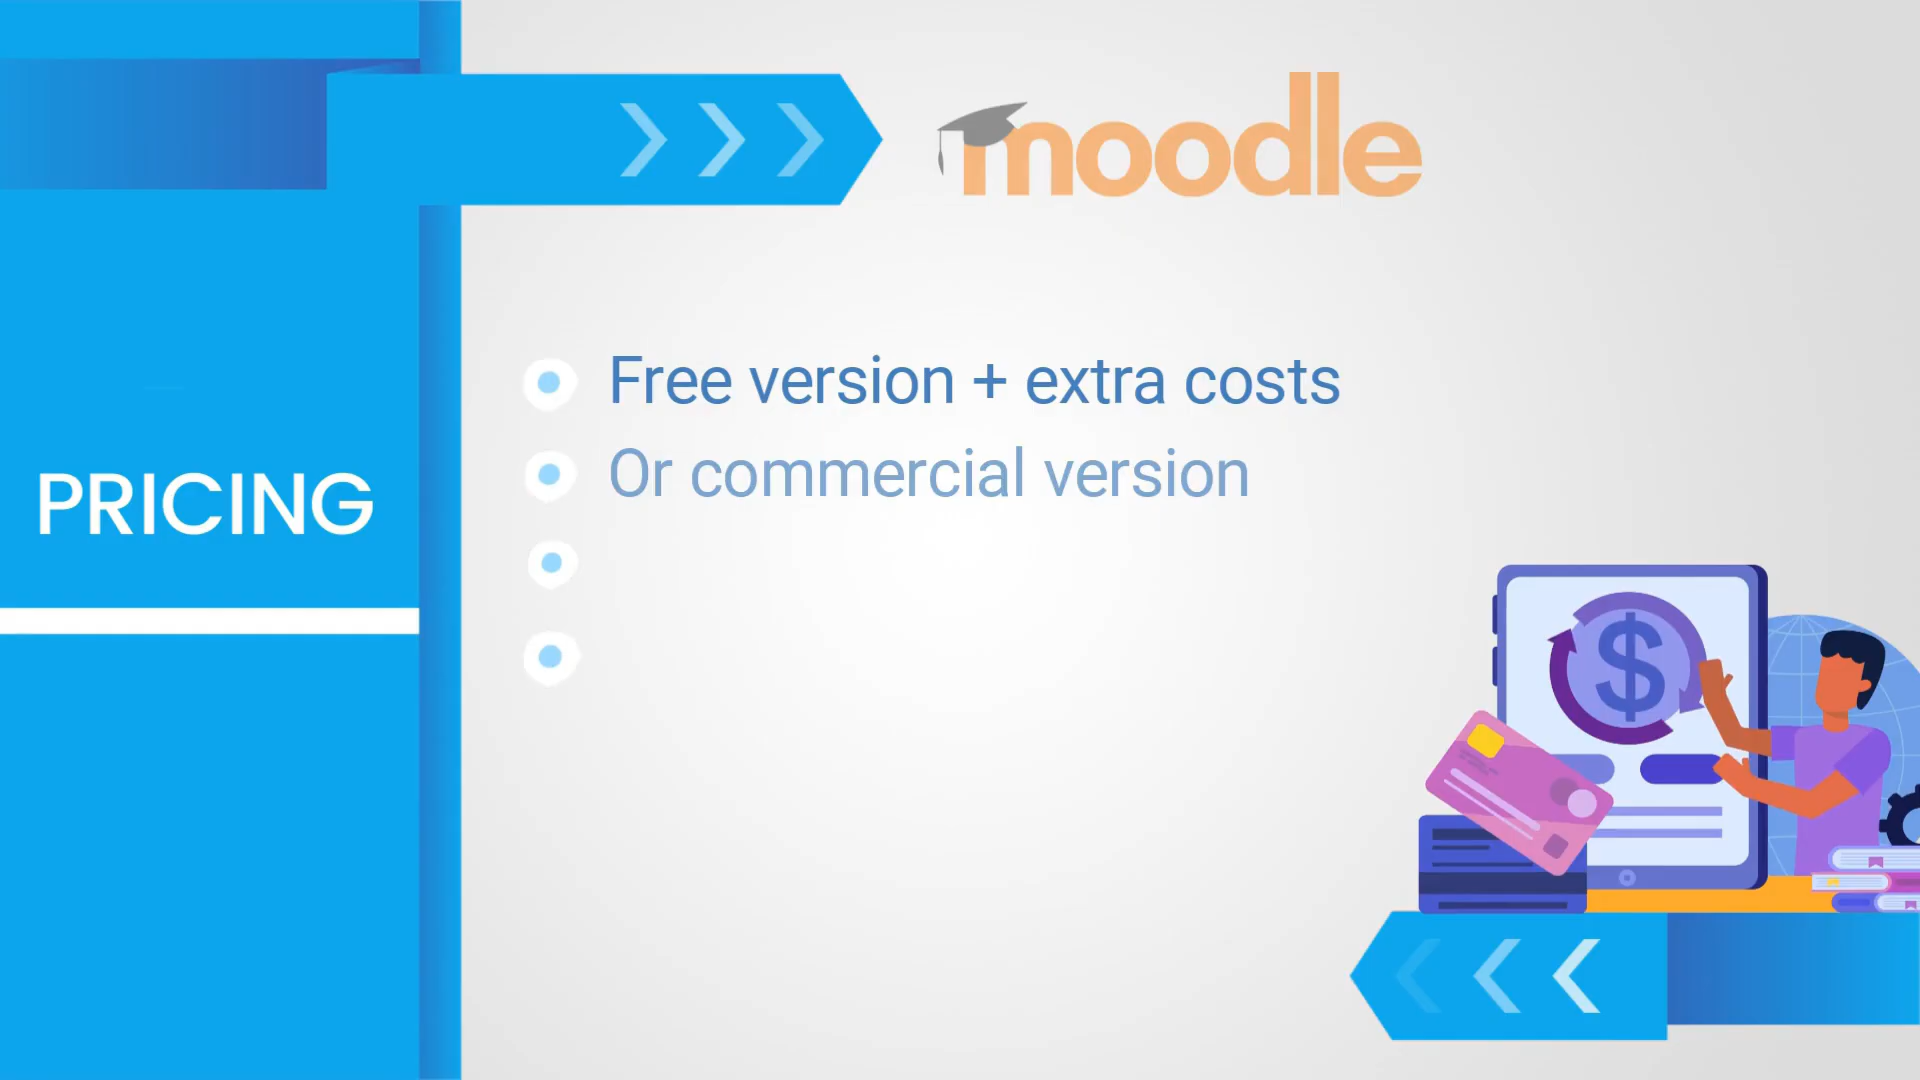 moodle
Free version + extra costs
Or commercial version
PRICING
$